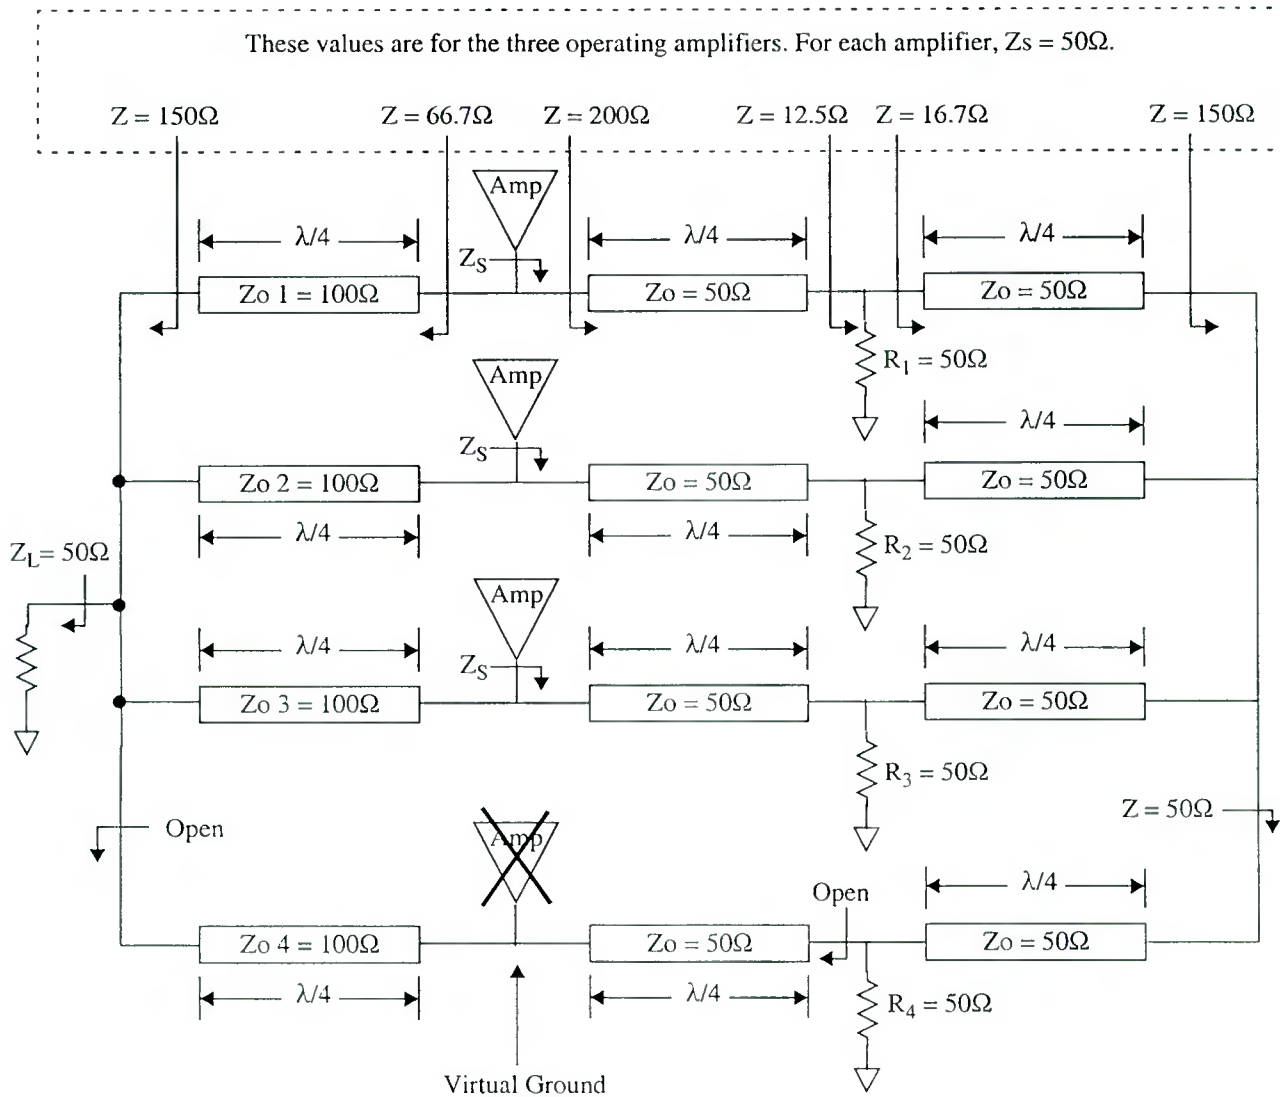 These values are for the three operating amplifiers. For each amplifier, Zs = 50Ω.
Z = 150Ω
Z = 66.7Ω
Z = 200Ω
Z = 12.5Ω
Z = 16.7Ω
Z = 150Ω
Amp
λ/4
λ/4
λ/4
ZS
Zo 1 = 100Ω
Zo = 50Ω
Zo = 50Ω
R1 = 50Ω
Amp
λ/4
ZS
Zo 2 = 100Ω
Zo = 50Ω
Zo = 50Ω
λ/4
λ/4
R2 = 50Ω
ZL= 50Ω
Amp
λ/4
λ/4
λ/4
ZS
Zo 3 = 100Ω
Zo = 50Ω
Zo = 50Ω
R3 = 50Ω
Z = 50Ω
Open
Amp
λ/4
Open
Zo 4 = 100Ω
Zo = 50Ω
Zo = 50Ω
λ/4
λ/4
R4 = 50Ω
Virtual Ground